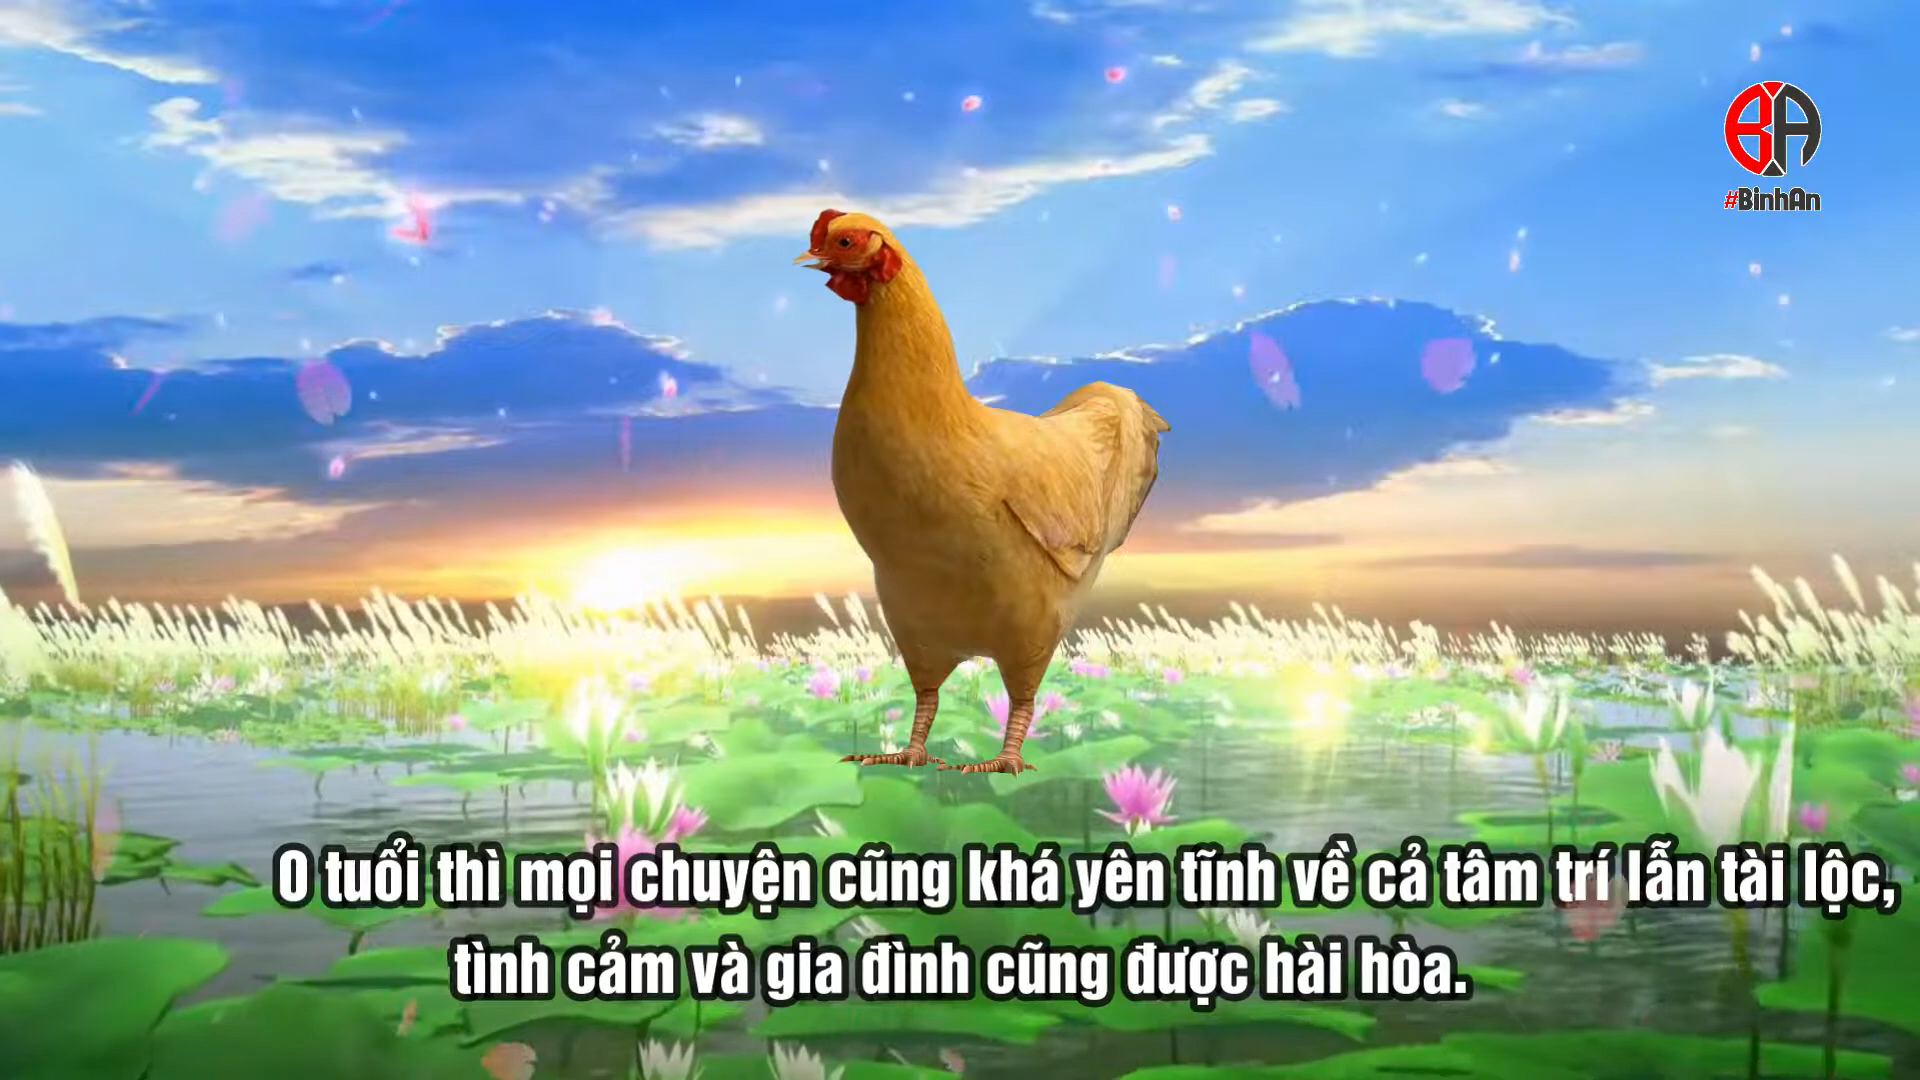 BA
#BinhAn
O tuổi thì mọi chuyện cũng khá yên tĩnh về cả tâm trí lẫn tài lộc,
tình cảm và gia đình cũng được hài hòa.